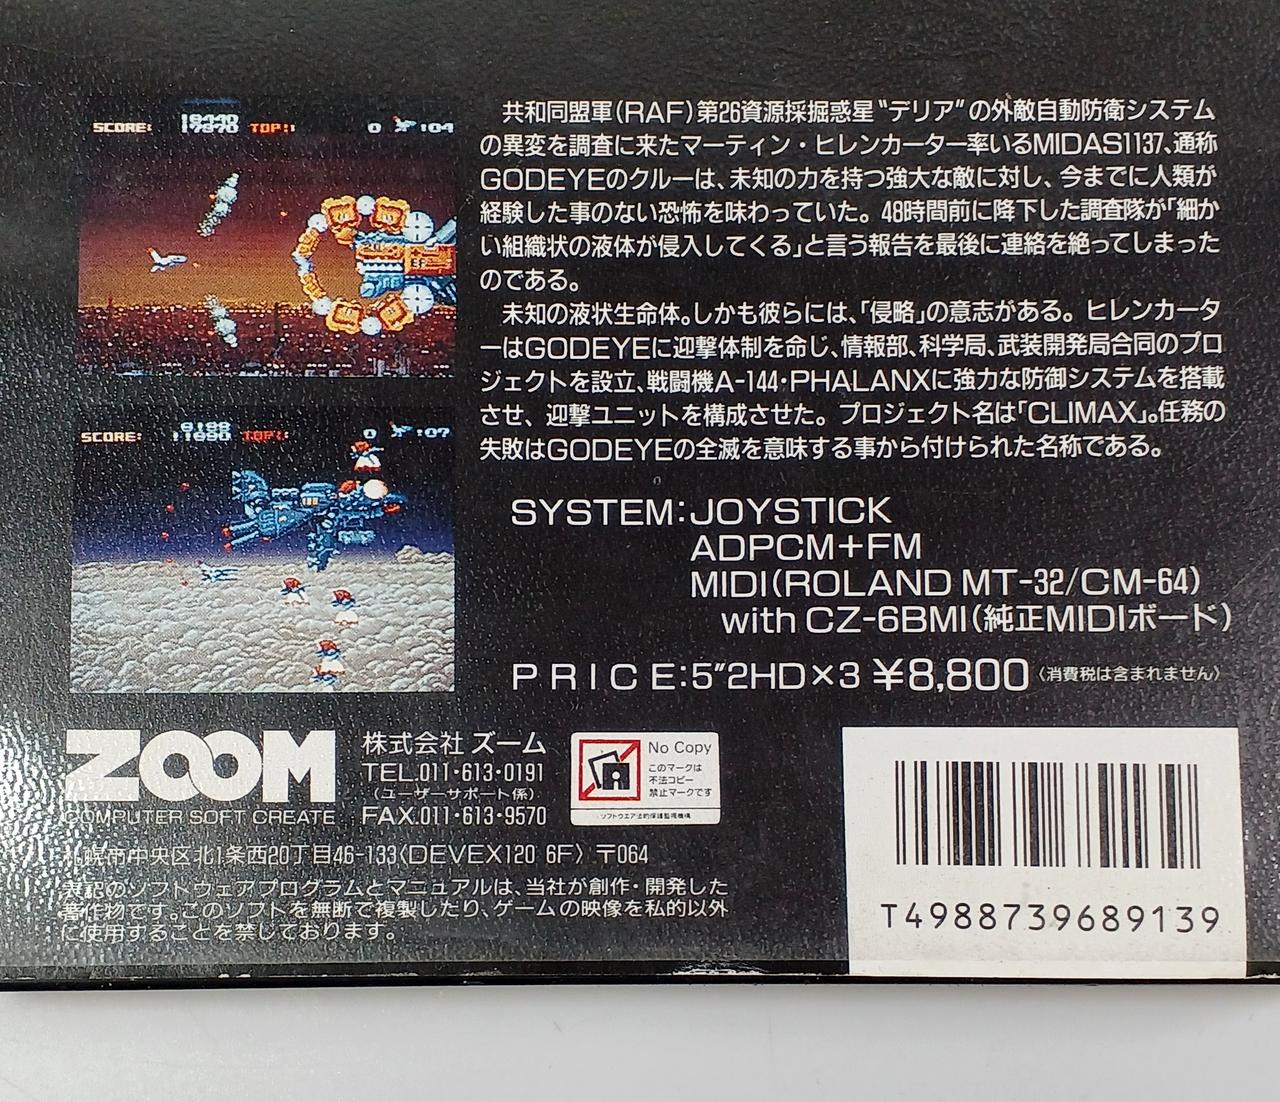 SCORE: 18440 TOP: 0 :04
17870
共和同盟軍(RAF)第26資源採掘惑星"デリア"の外敵自動防衛システム
の異変を調査に来たマーティン・ヒレンカーター率いるMIDAS1137、通称
GODEYEのクルーは、未知の力を持つ強大な敵に対し、今までに人類が
経験した事のない恐怖を味わっていた。48時間前に降下した調査隊が「細か
い組織状の液体が侵入してくる」と言う報告を最後に連絡を絶ってしまった
のである。
未知の液状生命体。しかも彼らには、「侵略」の意志がある。ヒレンカータ
ーはGODEYEに迎撃体制を命じ、情報部、科学局、武装開発局合同のプロ
ジェクトを設立、戦闘機A-144・PHALANXに強力な防御システムを搭載
させ、迎撃ユニットを構成させた。プロジェクト名は「CLIMAX」。任務の
失敗はGODEYEの全滅を意味する事から付けられた名称である。
SCORE: 11690 TOP: 0 :07
SYSTEM:JOYSTICK
ADPCM+FM
MIDI(ROLAND MT-32/CM-64)
with CZ-6BMI(純正MIDIボード)
PRICE:5"2HD×3 ¥8,800〈消費税は含まれません〉
ZOOM
COMPUTER SOFT CREATE
株式会社 ズーム
TEL.011・613・0191
(ユーザーサポート係)
FAX.011・613・9570
No Copy
このマークは
不法コピー
禁止マークです
ソフトウエア法的保護監視機構
札幌市中央区北1条西20丁目46-133〈DEVEX120 6F〉〒064
表記のソフトウェアプログラムとマニュアルは、当社が創作・開発した
著作物です。このソフトを無断で複製したり、ゲームの映像を私的以外
に使用することを禁じております。
T4988739689139